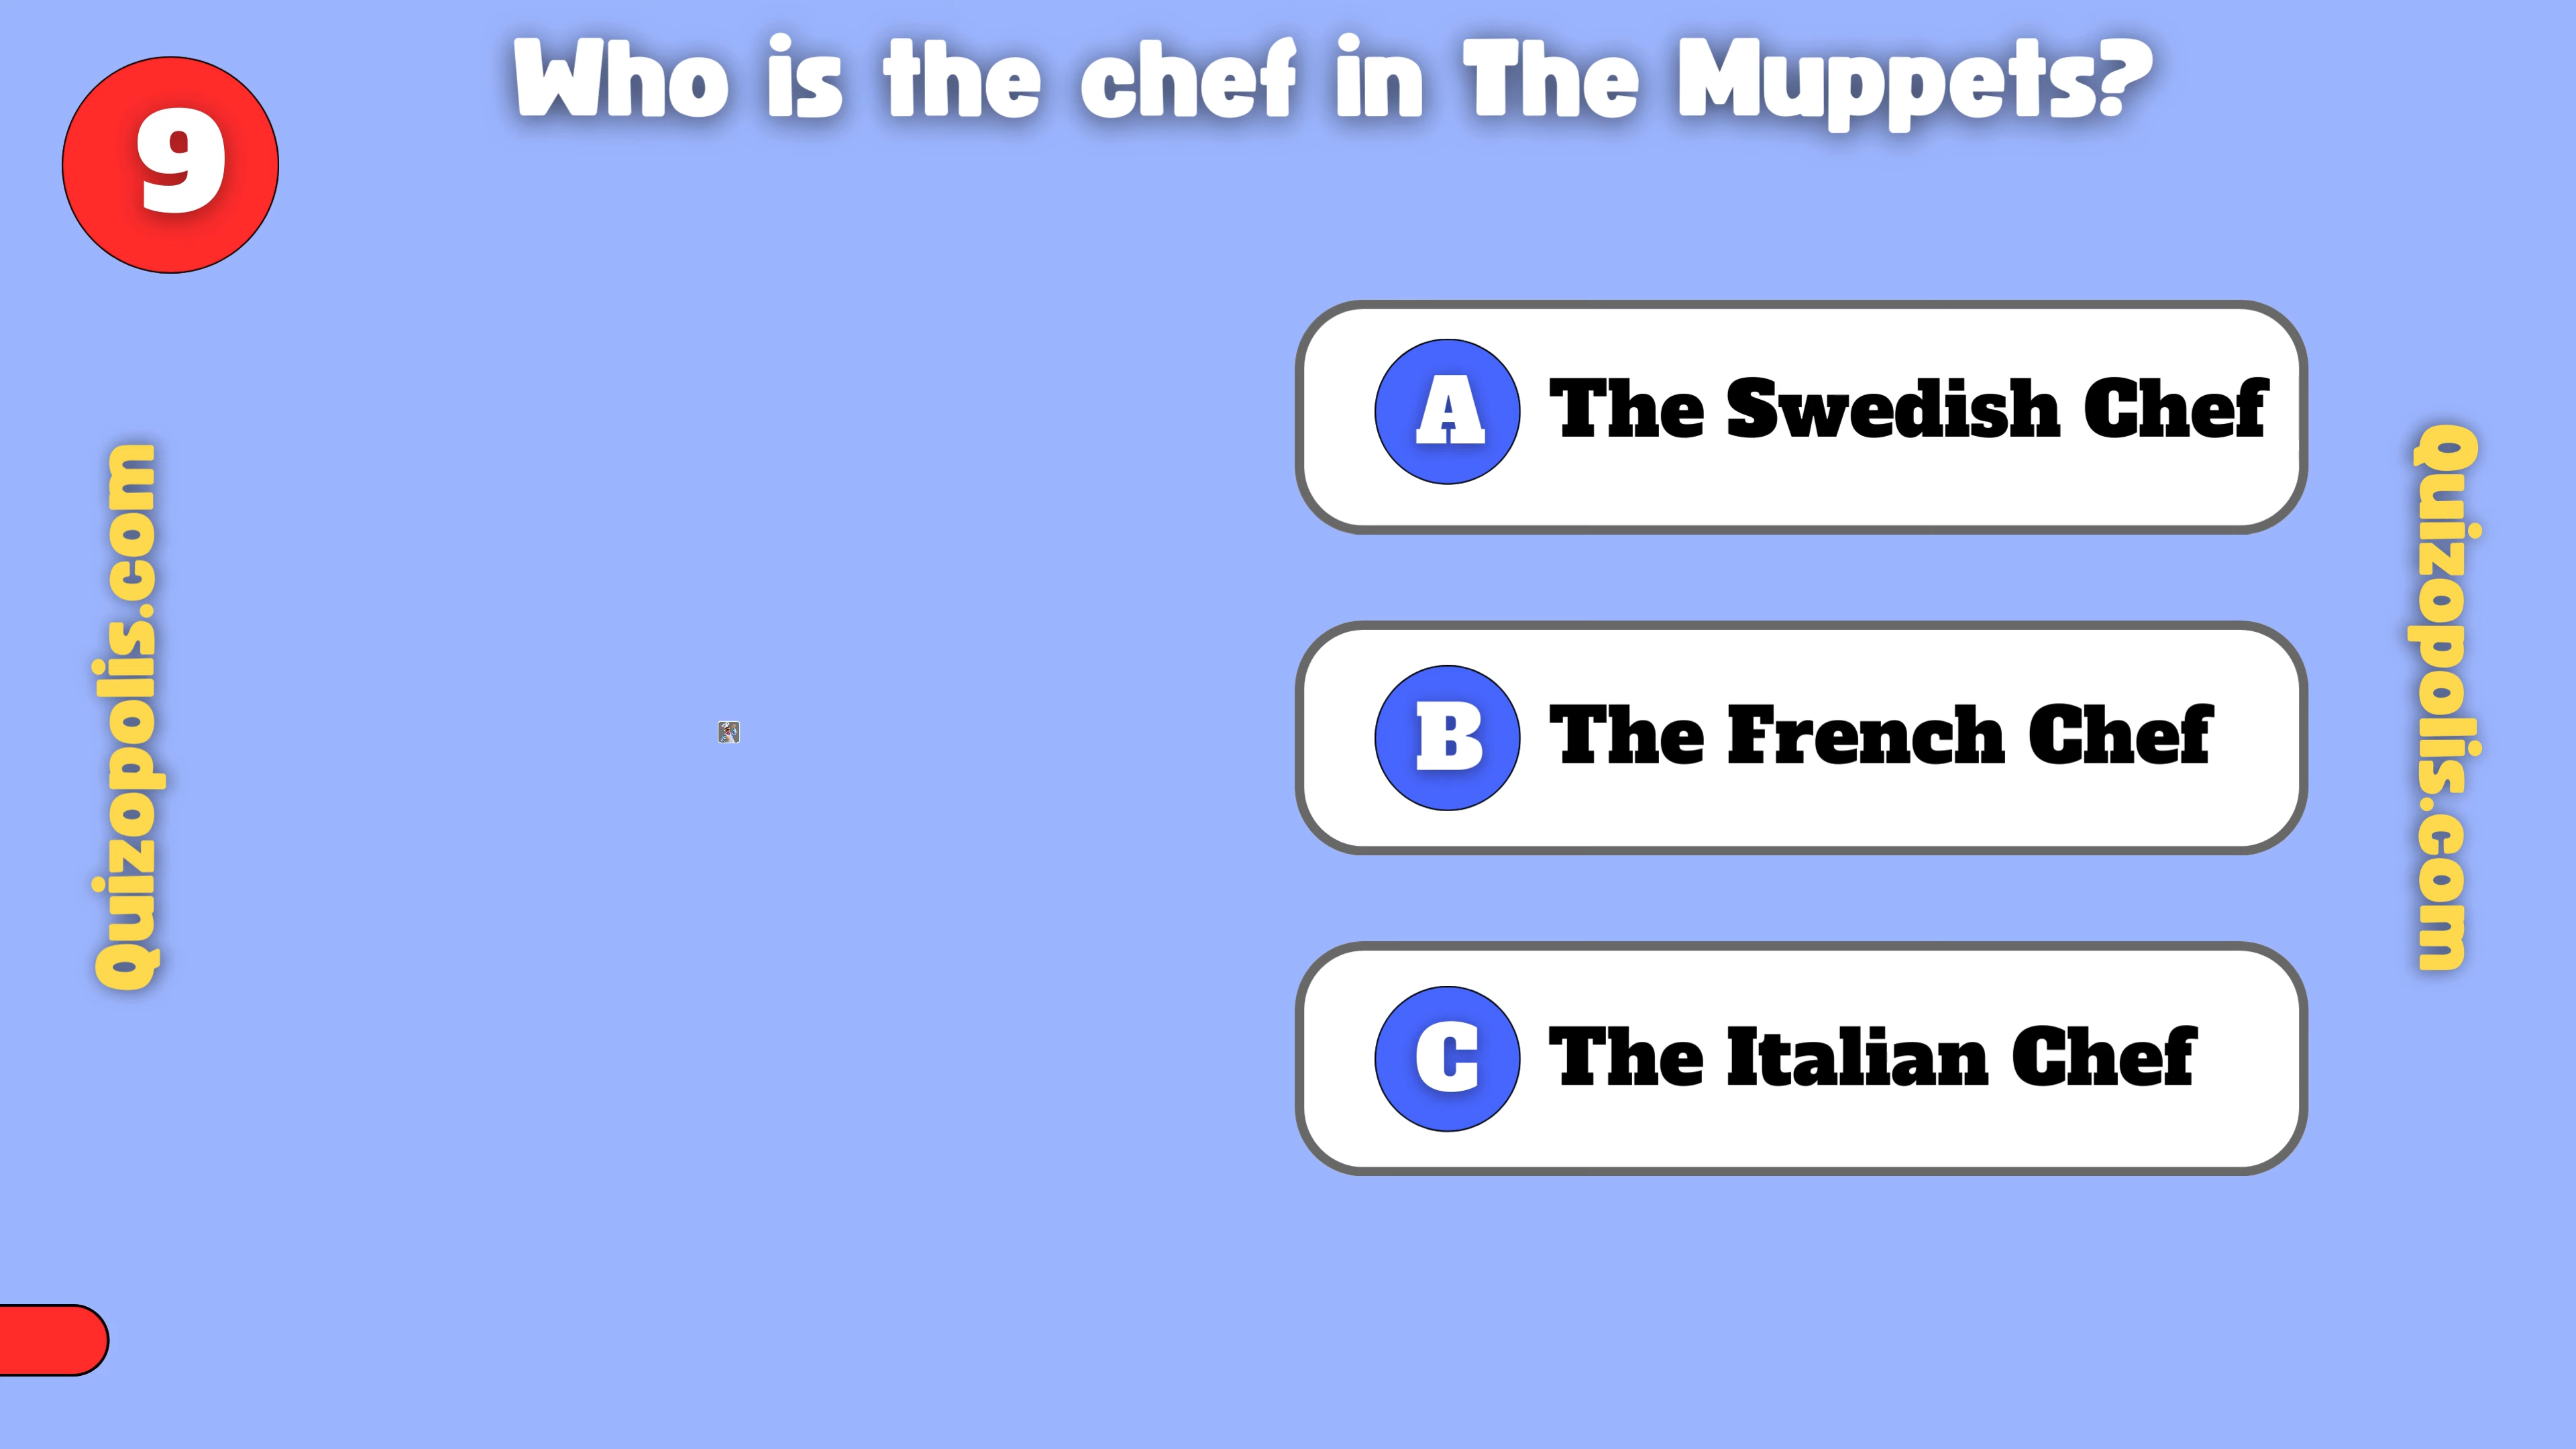 Who is the chef in The Muppets?
9
A The Swedish Chef
B The French Chef
C The Italian Chef
Quizopolis.com
Quizopolis.com